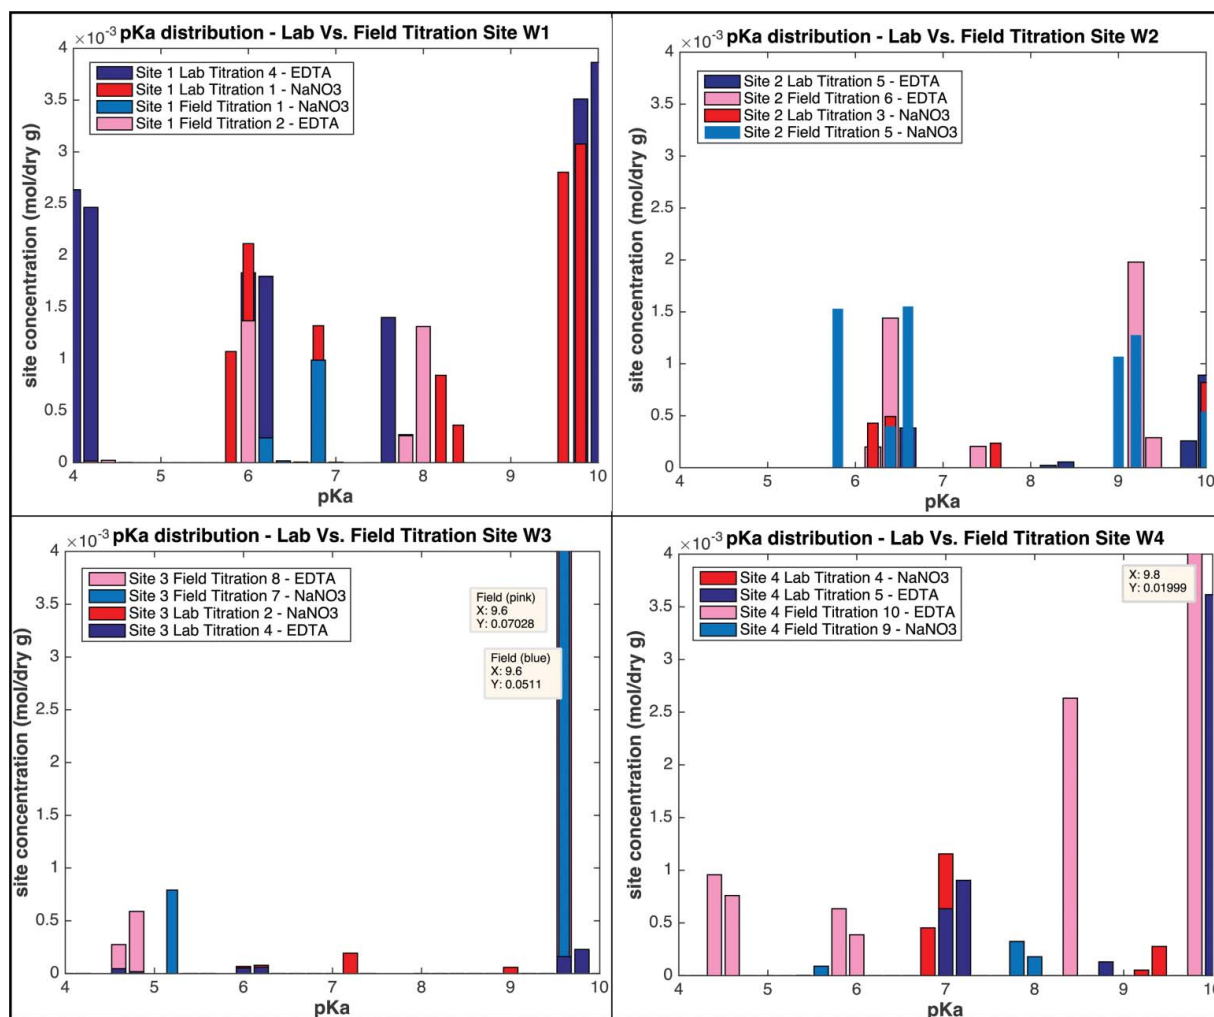 ×10⁻³ pKa distribution - Lab Vs. Field Titration Site W1
4
3.5
3
2.5
2
1.5
1
0.5
0
site concentration (mol/dry g)
Site 1 Lab Titration 4 - EDTA
Site 1 Lab Titration 1 - NaNO3
Site 1 Field Titration 1 - NaNO3
Site 1 Field Titration 2 - EDTA
4 5 6 7 8 9 10
pKa
×10⁻³ pKa distribution - Lab Vs. Field Titration Site W2
4
3.5
3
2.5
2
1.5
1
0.5
0
site concentration (mol/dry g)
Site 2 Lab Titration 5 - EDTA
Site 2 Field Titration 6 - EDTA
Site 2 Lab Titration 3 - NaNO3
Site 2 Field Titration 5 - NaNO3
4 5 6 7 8 9 10
pKa
×10⁻³ pKa distribution - Lab Vs. Field Titration Site W3
4
3.5
3
2.5
2
1.5
1
0.5
0
site concentration (mol/dry g)
Site 3 Field Titration 8 - EDTA
Site 3 Field Titration 7 - NaNO3
Site 3 Lab Titration 2 - NaNO3
Site 3 Lab Titration 4 - EDTA
Field (pink)
X: 9.6
Y: 0.07028
Field (blue)
X: 9.6
Y: 0.0511
4 5 6 7 8 9 10
pKa
×10⁻³ pKa distribution - Lab Vs. Field Titration Site W4
4
3.5
3
2.5
2
1.5
1
0.5
0
site concentration (mol/dry g)
Site 4 Lab Titration 4 - NaNO3
Site 4 Lab Titration 5 - EDTA
Site 4 Field Titration 10 - EDTA
Site 4 Field Titration 9 - NaNO3
X: 9.8
Y: 0.01999
4 5 6 7 8 9 10
pKa